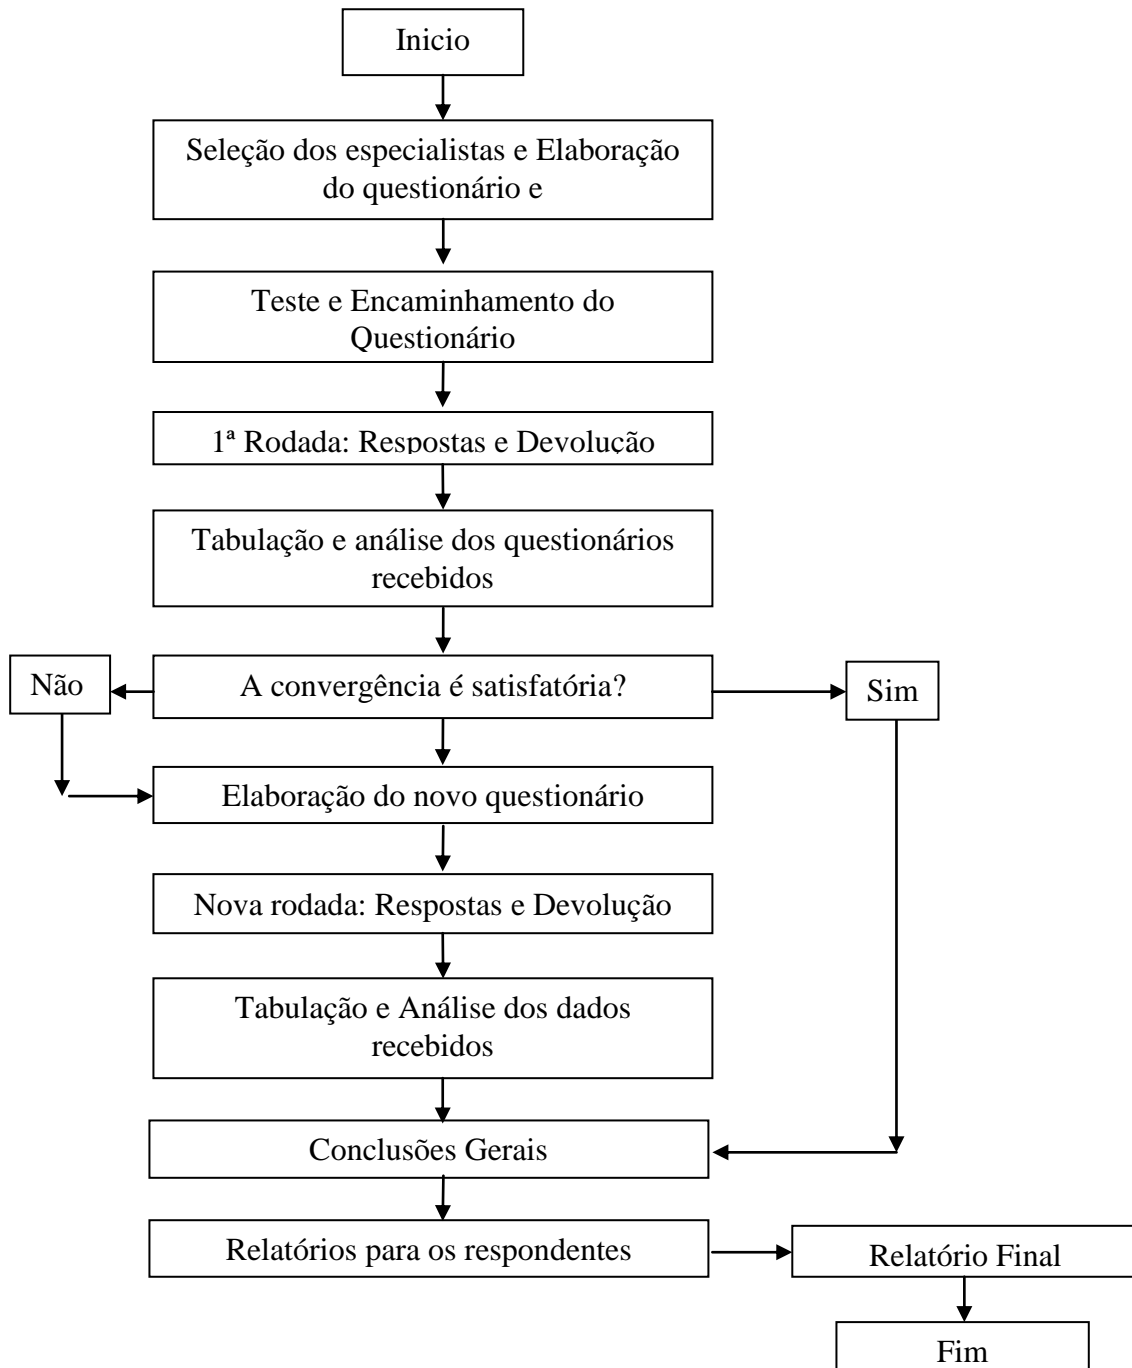 Inicio
Seleção dos especialistas e Elaboração
do questionário e
Teste e Encaminhamento do
Questionário
1ª Rodada: Respostas e Devolução
Tabulação e análise dos questionários
recebidos
Não
A convergência é satisfatória?
Sim
Elaboração do novo questionário
Nova rodada: Respostas e Devolução
Tabulação e Análise dos dados
recebidos
Conclusões Gerais
Relatórios para os respondentes
Relatório Final
Fim